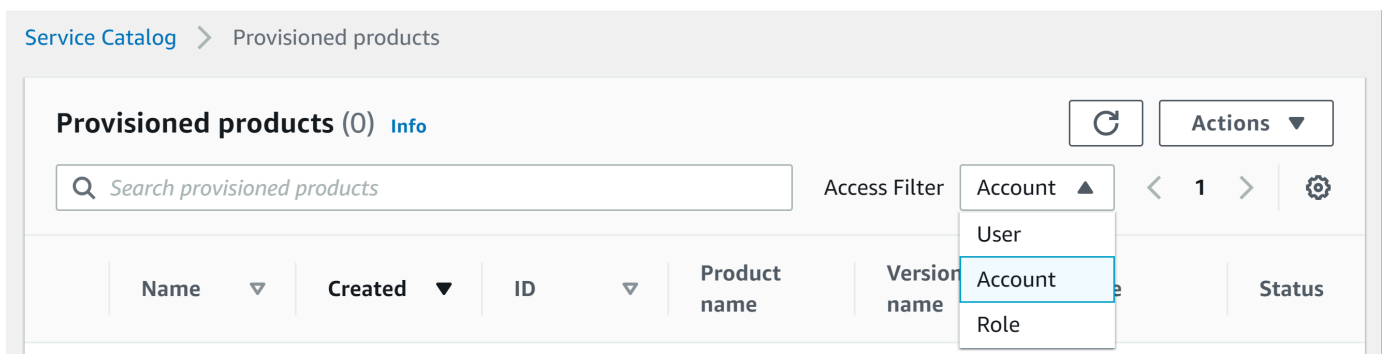 Service Catalog > Provisioned products
Provisioned products (0) Info
Actions
Search provisioned products
Access Filter Account
1
User
Account
Role
Name
Created
ID
Product
name
Version
name
Status